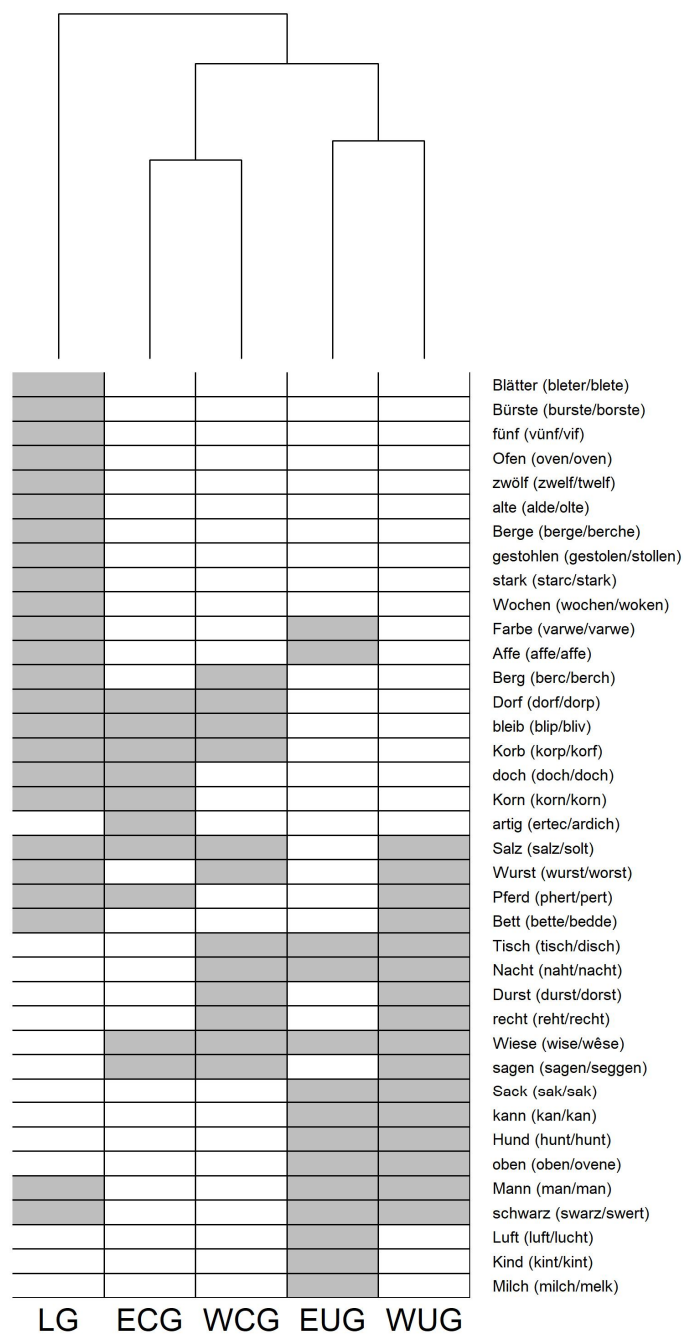 Blätter (bleter/blete)
Bürste (burste/borste)
fünf (vünf/vif)
Ofen (oven/oven)
zwölf (zwelf/twelf)
alte (alde/olte)
Berge (berge/berche)
gestohlen (gestolen/stollen)
stark (starc/stark)
Wochen (wochen/woken)
Farbe (varwe/varwe)
Affe (affe/affe)
Berg (berc/berch)
Dorf (dorf/dorp)
bleib (blip/bliv)
Korb (korp/korf)
doch (doch/doch)
Korn (korn/korn)
artig (ertec/ardich)
Salz (salz/solt)
Wurst (wurst/worst)
Pferd (phert/pert)
Bett (bette/bedde)
Tisch (tisch/disch)
Nacht (naht/nacht)
Durst (durst/dorst)
recht (reht/recht)
Wiese (wise/wêse)
sagen (sagen/seggen)
Sack (sak/sak)
kann (kan/kan)
Hund (hunt/hunt)
oben (oben/ovene)
Mann (man/man)
schwarz (swarz/swert)
Luft (luft/lucht)
Kind (kint/kint)
Milch (milch/melk)
LG ECG WCG EUG WUG